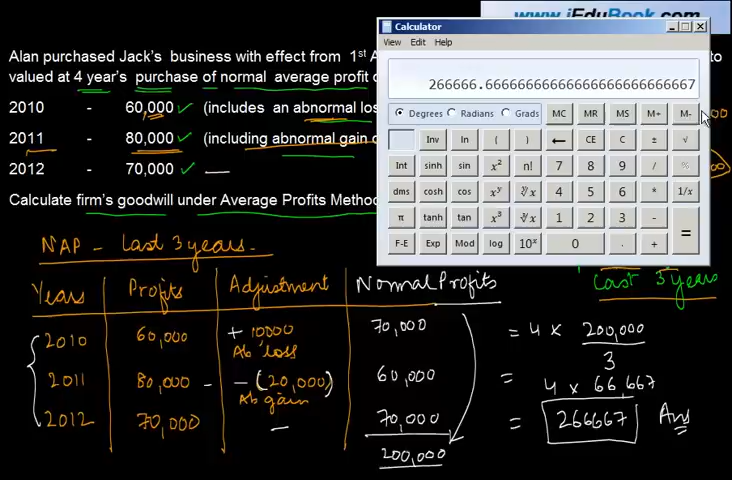 www.iEduBook.com
Calculator
View Edit Help
266666.66666666666666666666666667
Degrees Radians Grads MC MR MS M+ M-
Inv ln ( ) ← CE C ± √
Int sinh sin x² n! 7 8 9 / %
dms cosh cos xʸ ʸ√x 4 5 6 * 1/x
π tanh tan x³ ³√x 1 2 3 - =
F-E Exp Mod log 10ˣ 0 . +
Alan purchased Jack's business with effect from 1st
valued at 4 year's purchase of normal average profit
2010 - 60,000 ✓ (includes an abnormal
2011 - 80,000 ✓ (including abnormal gain
2012 - 70,000 ✓
Calculate firm's goodwill under Average Profits
NAP - Last 3 years.
Last 3 years
Years Profits Adjustment Normal Profits
2010 60,000 + 10000 70,000
Ab' loss
2011 80,000 - (20,000) 60,000
Ab gain
2012 70,000 - 70,000
200,000
= 4 x 200,000
3
= 4 x 66,667
= 266667 Ans